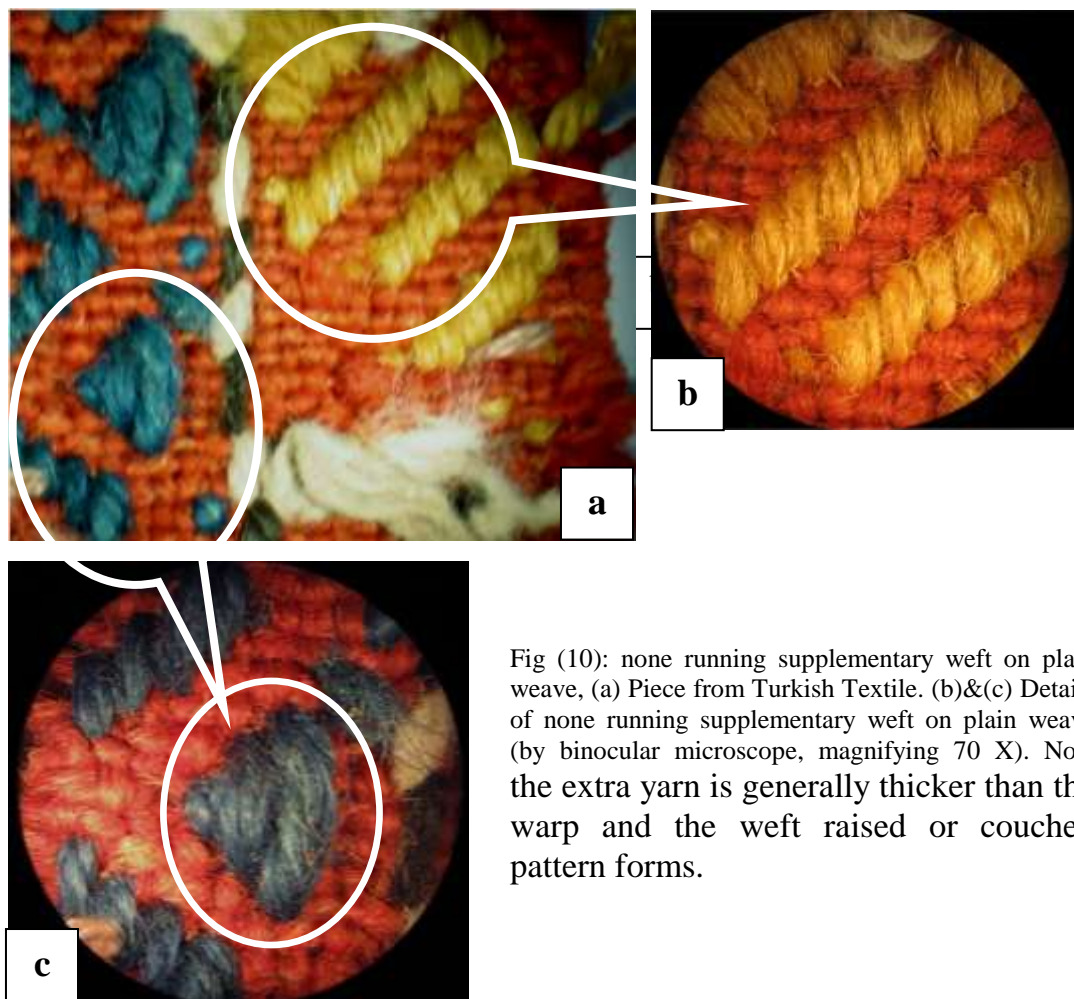 b
a
Fig (10): none running supplementary weft on pla
weave, (a) Piece from Turkish Textile. (b)&(c) Detai
of none running supplementary weft on plain weav
(by binocular microscope, magnifying 70 X). No
the extra yarn is generally thicker than th
warp and the weft raised or couche
pattern forms.
c